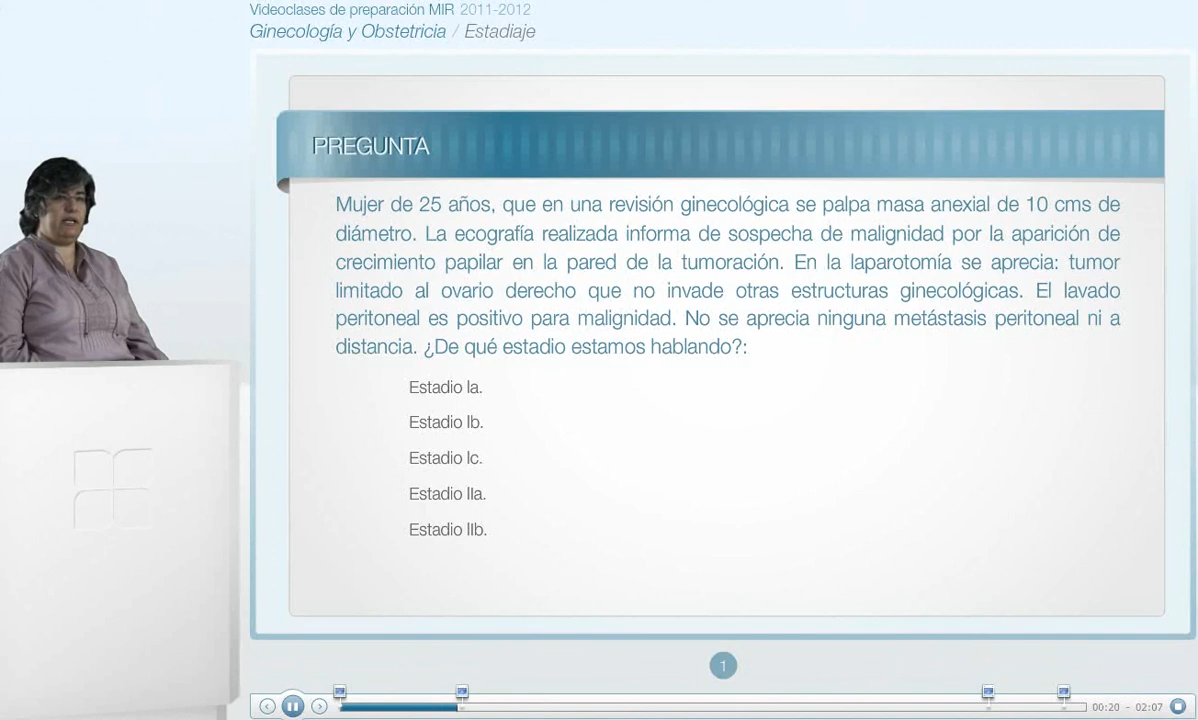 Videoclases de preparación MIR 2011-2012
Ginecología y Obstetricia / Estadiaje
PREGUNTA
Mujer de 25 años, que en una revisión ginecológica se palpa masa anexial de 10 cms de
diámetro. La ecografía realizada informa de sospecha de malignidad por la aparición de
crecimiento papilar en la pared de la tumoración. En la laparotomía se aprecia: tumor
limitado al ovario derecho que no invade otras estructuras ginecológicas. El lavado
peritoneal es positivo para malignidad. No se aprecia ninguna metástasis peritoneal ni a
distancia. ¿De qué estadio estamos hablando?:
Estadio Ia.
Estadio Ib.
Estadio Ic.
Estadio IIa.
Estadio IIb.
1
00:20 - 02:07